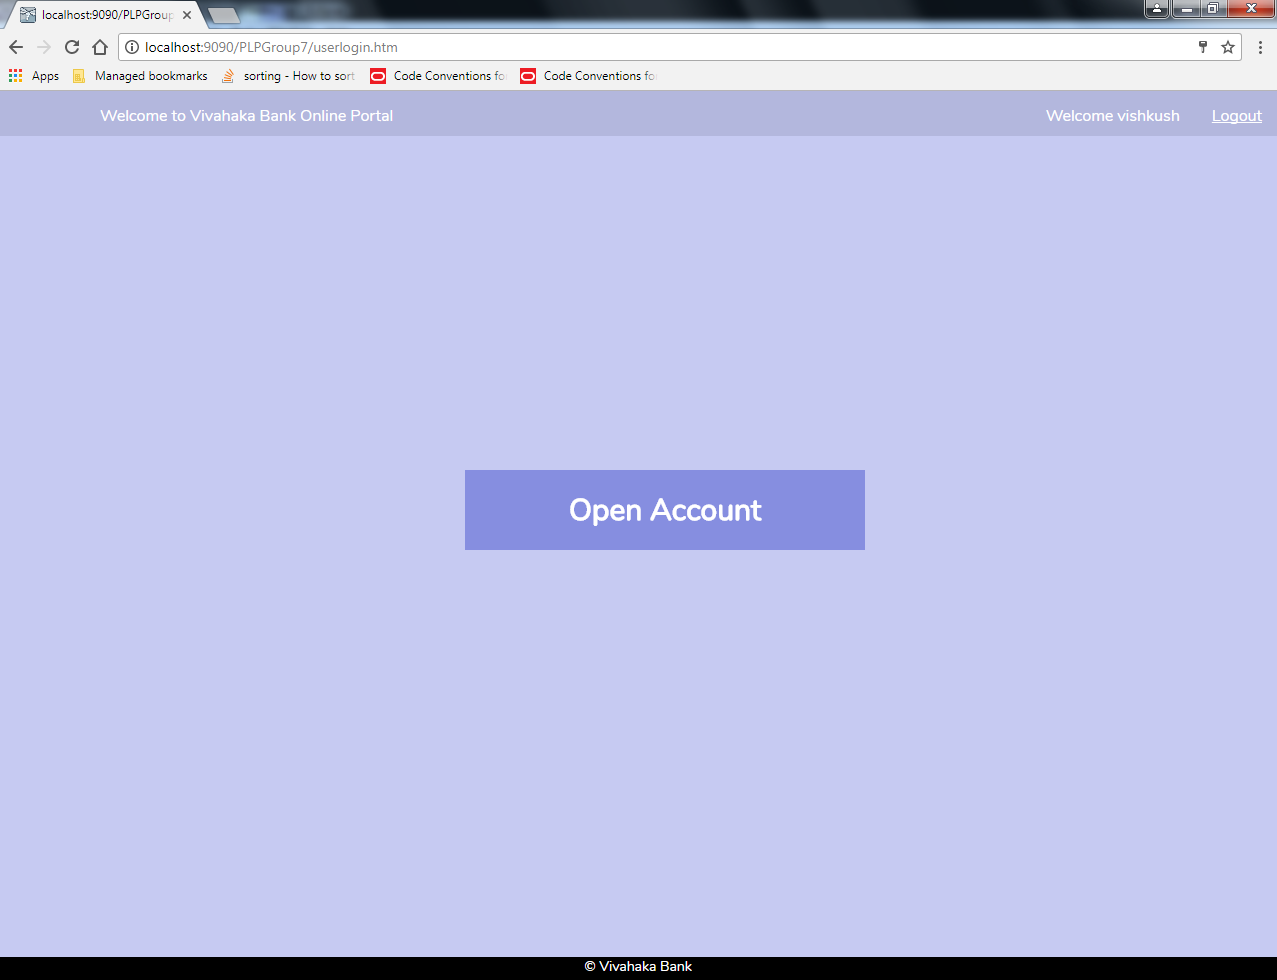 localhost:9090/PLPGroup
localhost:9090/PLPGroup7/userlogin.htm
Apps Managed bookmarks sorting - How to sort Code Conventions fo Code Conventions fo
Welcome to Vivahaka Bank Online Portal Welcome vishkush Logout
Open Account
© Vivahaka Bank